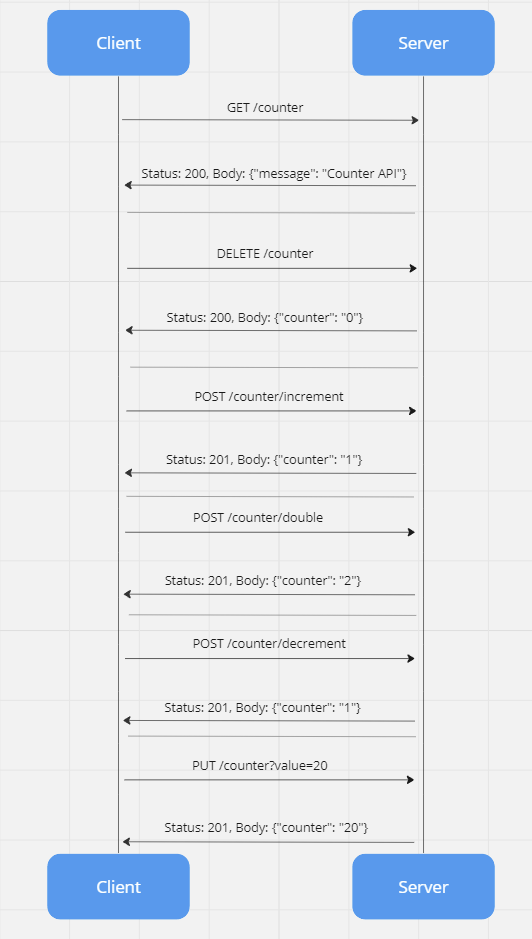 Client
Server
GET /counter
Status: 200, Body: {"message": "Counter API"}
DELETE /counter
Status: 200, Body: {"counter": "0"}
POST /counter/increment
Status: 201, Body: {"counter": "1"}
POST /counter/double
Status: 201, Body: {"counter": "2"}
POST /counter/decrement
Status: 201, Body: {"counter": "1"}
PUT /counter?value=20
Status: 201, Body: {"counter": "20"}
Client
Server